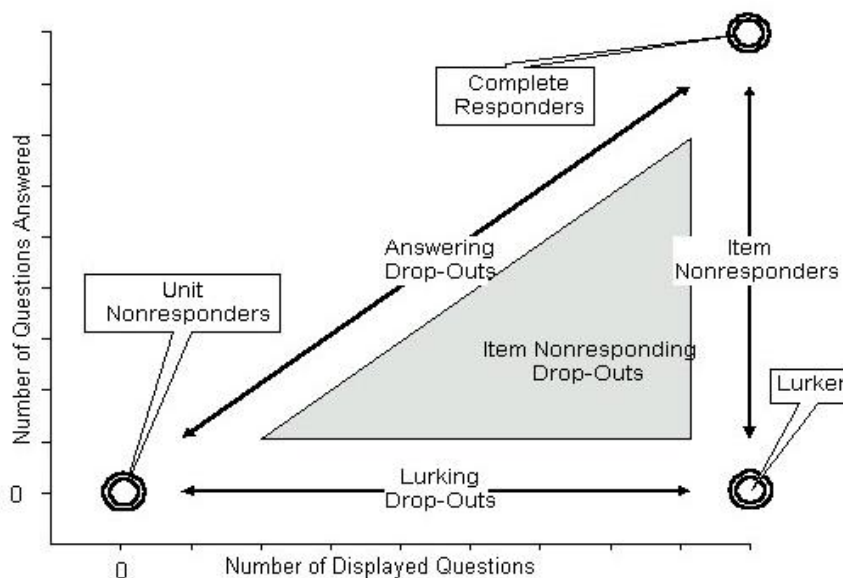 Complete
Responders
Number of Questions Answered
Answering
Drop-Outs
Item
Nonresponders
Unit
Nonresponders
Item Nonresponding
Drop-Outs
Lurker
Lurking
Drop-Outs
0
0
Number of Displayed Questions